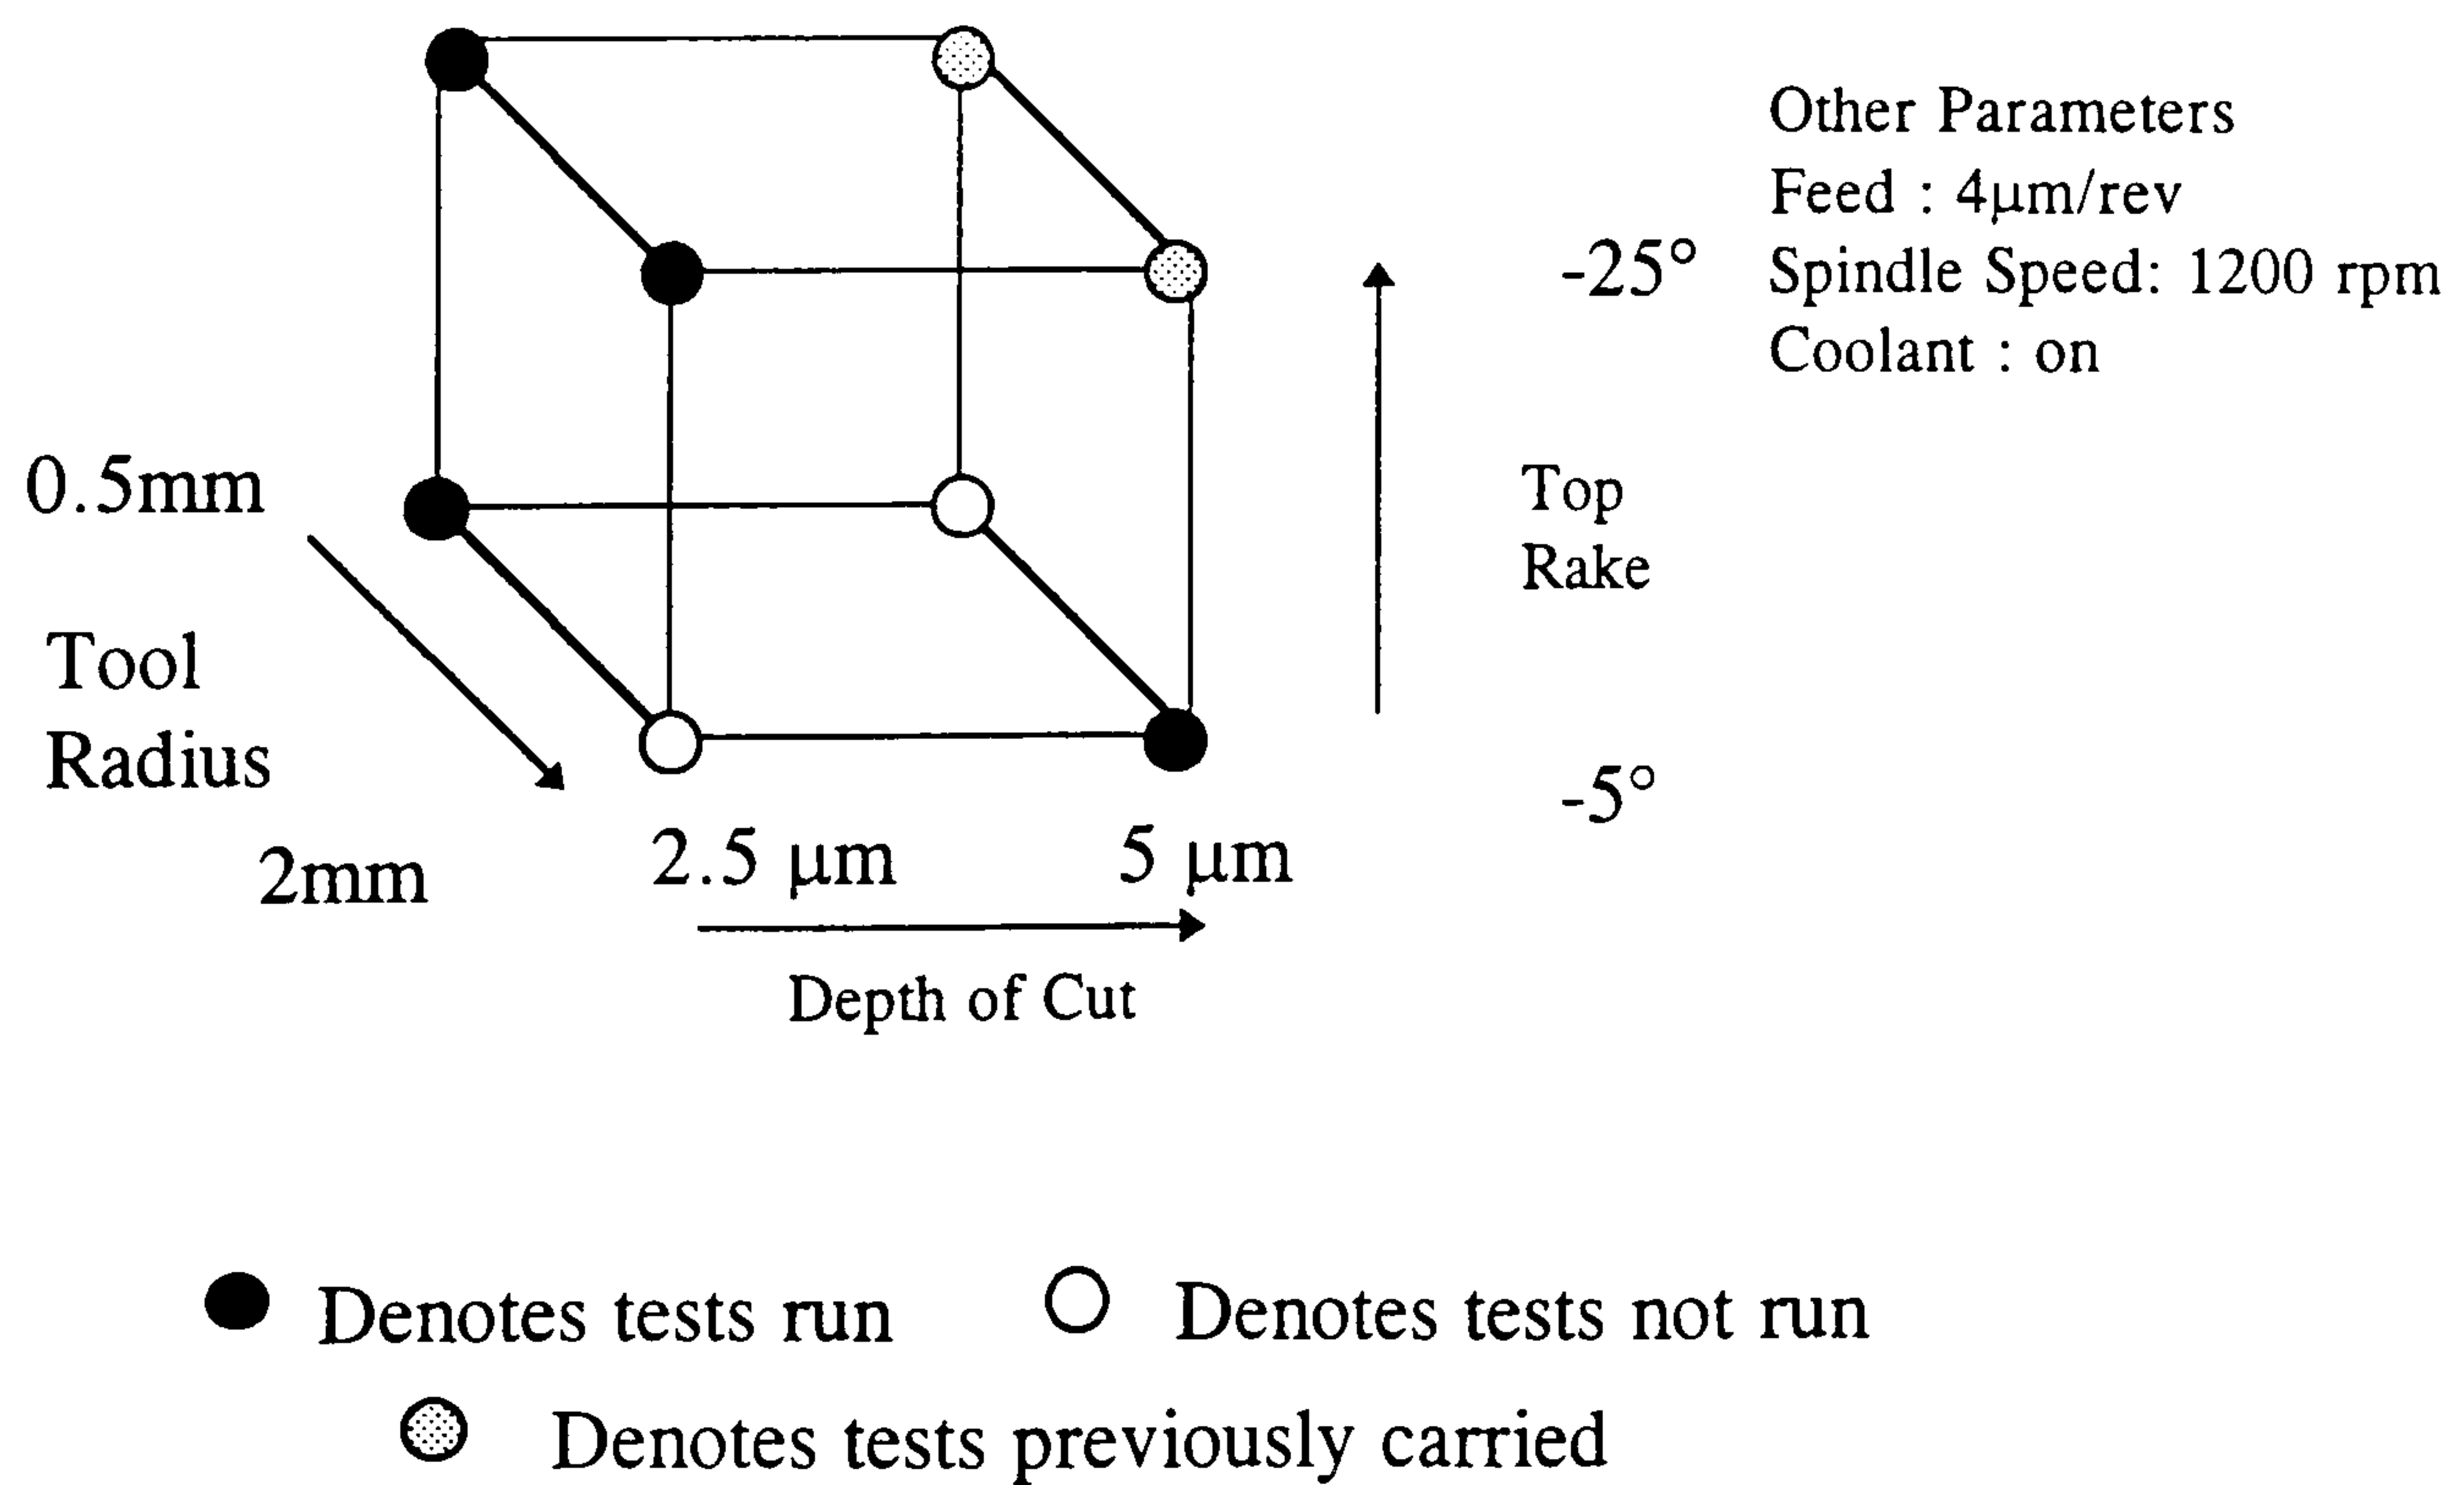 Other Parameters
Feed : 4μm/rev
-25°
Spindle Speed: 1200 rpm
Coolant : on
0.5mm
Top
Rake
Tool
Radius
-5°
2mm
2.5 μm
5 μm
Depth of Cut
Denotes tests run
Denotes tests not run
Denotes tests previously carried